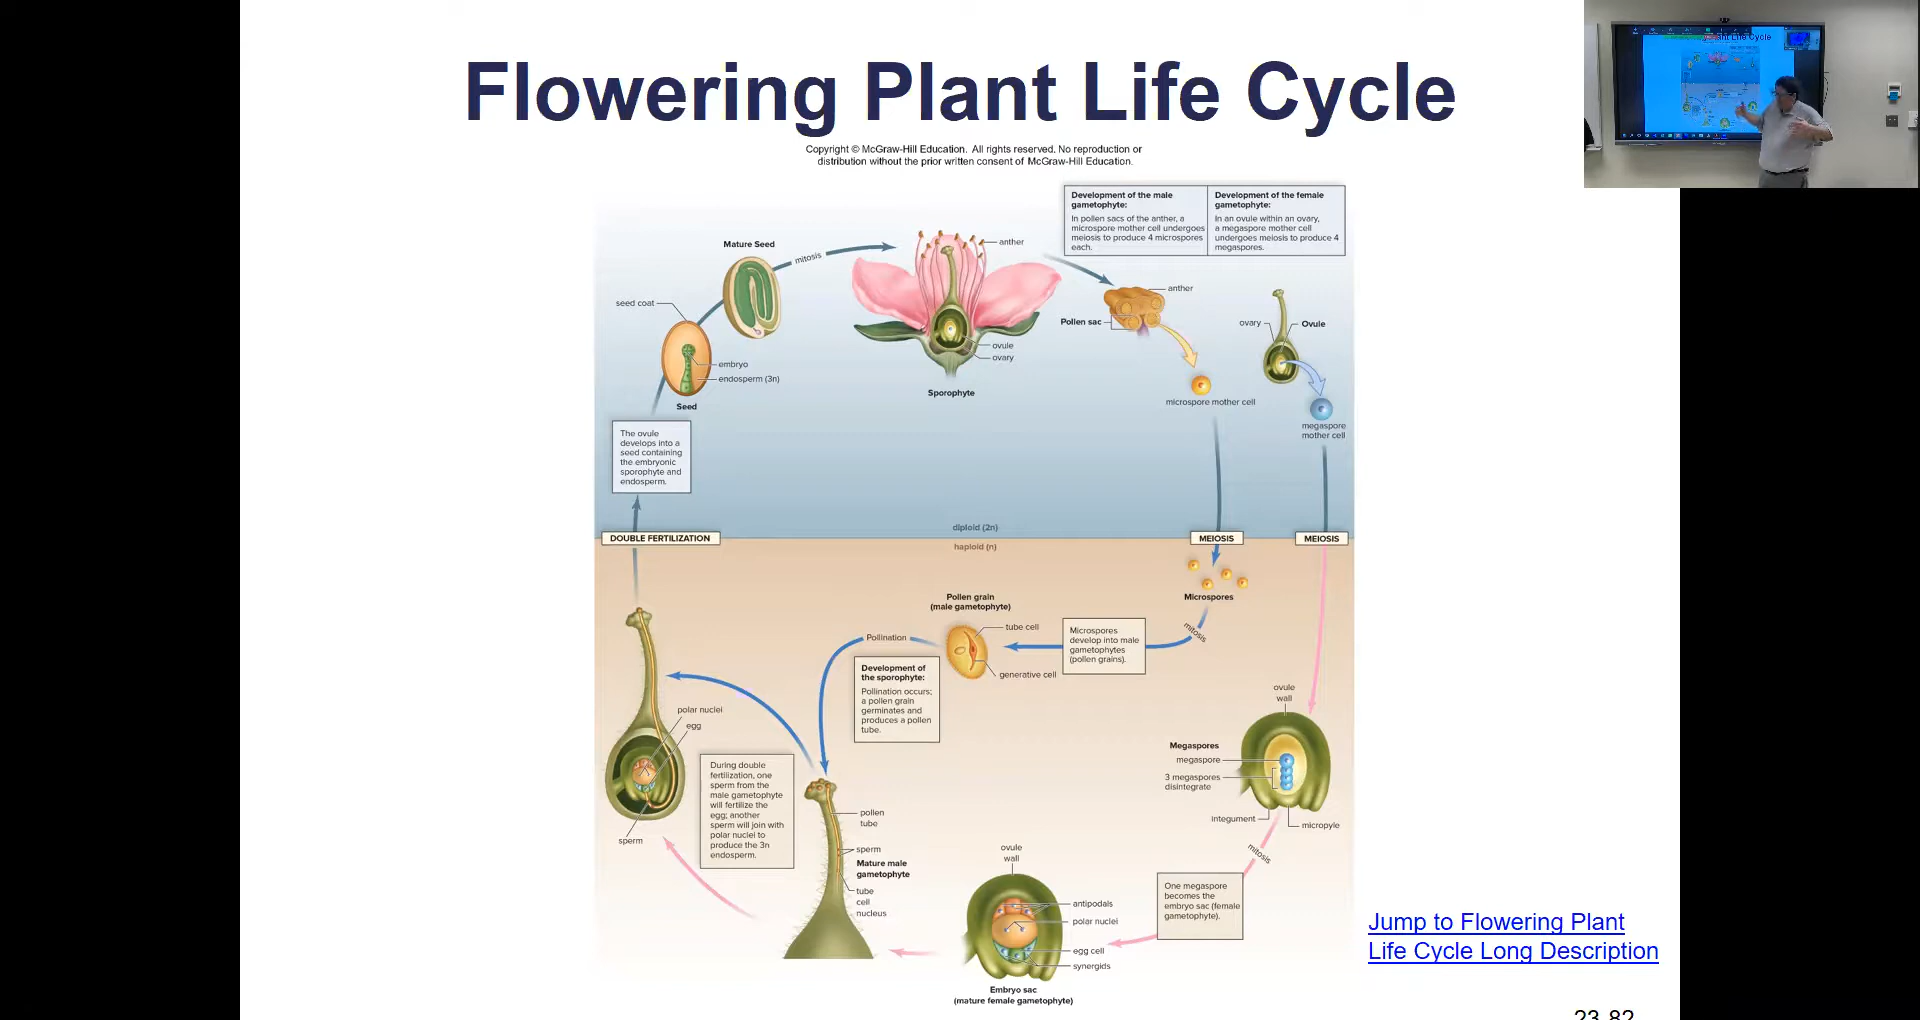 Flowering Plant Life Cycle
Copyright © McGraw-Hill Education. All rights reserved. No reproduction or
distribution without the prior written consent of McGraw-Hill Education.
Development of the male
gametophyte:
In pollen sacs of the anther, a
microspore mother cell undergoes
meiosis to produce 4 microspores
each.
Development of the female
gametophyte:
In an ovule within an ovary,
a megaspore mother cell
undergoes meiosis to produce 4
megaspores.
Mature Seed
mitosis
anther
seed coat
embryo
endosperm (3n)
Seed
ovule
ovary
Sporophyte
anther
Pollen sac
microspore mother cell
ovary
Ovule
megaspore
mother cell
The ovule
develops into a
seed containing
the embryonic
sporophyte and
endosperm.
diploid (2n)
DOUBLE FERTILIZATION
MEIOSIS
MEIOSIS
haploid (n)
Microspores
mitosis
Pollen grain
(male gametophyte)
tube cell
generative cell
Microspores
develop into male
gametophytes
(pollen grains).
Pollination
Development of
the sporophyte:
Pollination occurs;
a pollen grain
germinates and
produces a pollen
tube.
polar nuclei
egg
sperm
During double
fertilization, one
sperm from the
male gametophyte
will fertilize the
egg; another
sperm will join with
polar nuclei to
produce the 3n
endosperm.
pollen
tube
sperm
Mature male
gametophyte
tube
cell
nucleus
ovule
wall
Megaspores
megaspore
3 megaspores
disintegrate
integument
micropyle
mitosis
One megaspore
becomes the
embryo sac (female
gametophyte).
ovule
wall
antipodals
polar nuclei
egg cell
synergids
Embryo sac
(mature female gametophyte)
Jump to Flowering Plant
Life Cycle Long Description
23-82